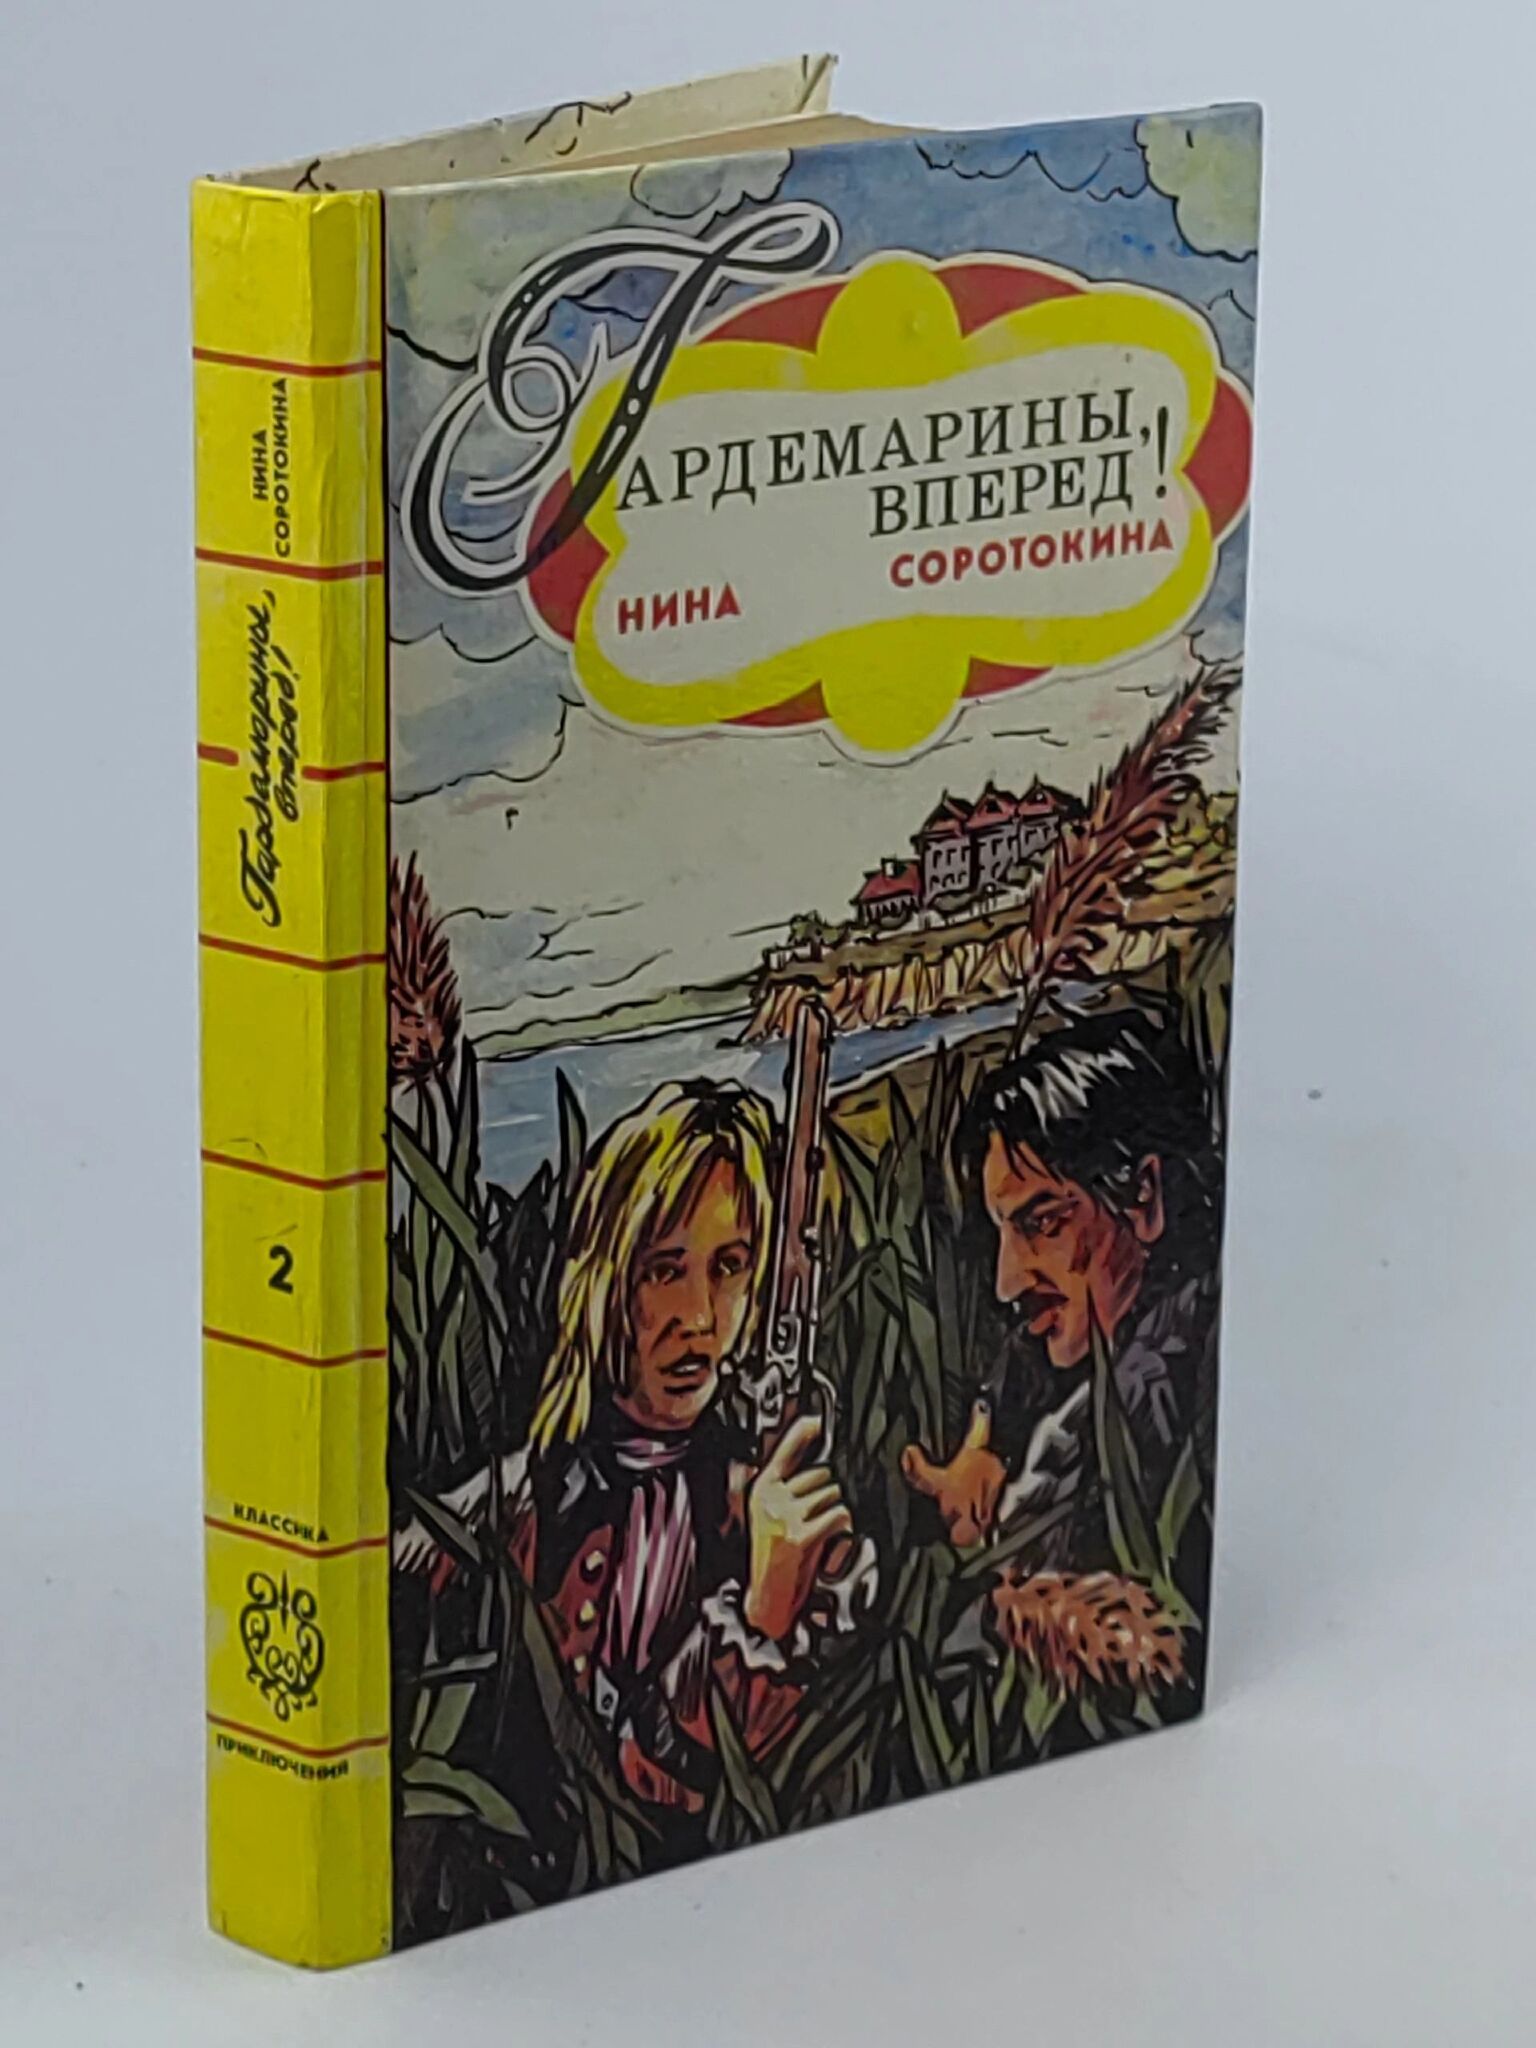 НИНА
СОРОТОКИНА
Гардемарины,
вперед!
2
КЛАССИКА
ПРИКЛЮЧЕНИЯ
ГАРДЕМАРИНЫ,
ВПЕРЕД!
НИНА СОРОТОКИНА